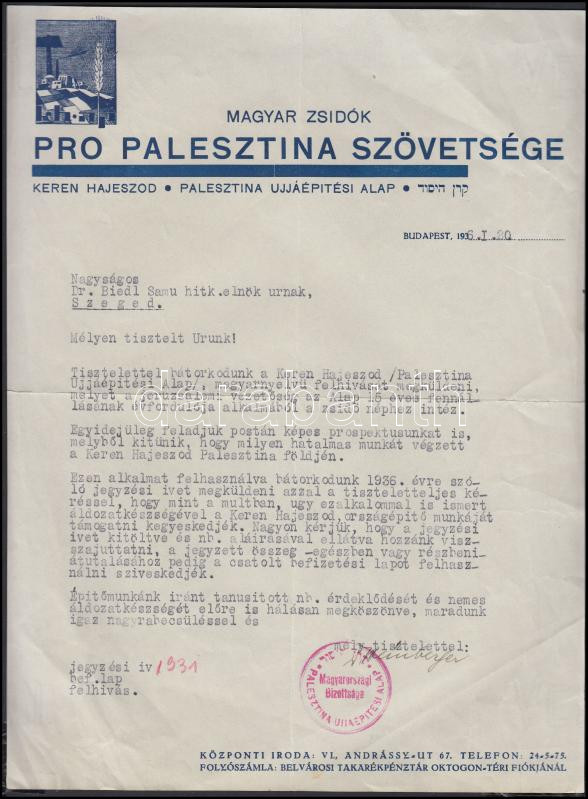 MAGYAR ZSIDÓK
PRO PALESZTINA SZÖVETSÉGE
KEREN HAJESZOD • PALESZTINA UJJÁÉPITÉSI ALAP • קרן היסוד
BUDAPEST, 1936.I.20
Nagyságos
Dr. Biedl Samu hitk.elnök urnak,
Szeged.
Mélyen tisztelt Urunk!
Tisztelettel bátorkodunk a Keren Hajeszod /Palesztina
Ujjáépitési Alap/, magyarnyelvü felhivását megküldeni,
melyet a jeruzsálemi vezetőség az Alap 15 éves fennál-
lásának évfordulója alkalmából a zsidó néphez intéz.
Egyidejüleg feladjuk postán képes prospektusunkat is,
melyből kitünik, hogy milyen hatalmas munkát végzett
a Keren Hajeszod Palesztina földjén.
Ezen alkalmat felhasználva bátorkodunk 1936. évre szó-
ló jegyzési ivet megküldeni azzal a tiszteletteljes ké-
réssel, hogy mint a multban, ugy ezalkalommal is ismert
áldozatkészségével a Keren Hajeszod, országépitő munkáját
támogatni kegyeskedjék. Nagyon kérjük, hogy a jegyzési
ivet kitöltve és nb. aláirásával ellátva hozzánk visz-
szajuttatni, a jegyzett összeg -egészben vagy részbeni-
átutalásához pedig a csatolt befizetési lapot felhasz-
nálni sziveskedjék.
Épitőmunkánk iránt tanusitott nb. érdeklődését és nemes
áldozatkészségét előre is hálásan megköszönve, maradunk
igaz nagyrabecsüléssel és
mély tisztelettel:
jegyzési iv 1931
bef.lap
felhivás.
Magyarországi
Bizottsága
PALESZTINA UJJÁÉPITÉSI ALAP
KÖZPONTI IRODA: VI, ANDRÁSSY-UT 67. TELEFON: 24-5-75.
FOLYÓSZÁMLA: BELVÁROSI TAKARÉKPÉNZTÁR OKTOGON-TÉRI FIÓKJÁNÁL
darabanth